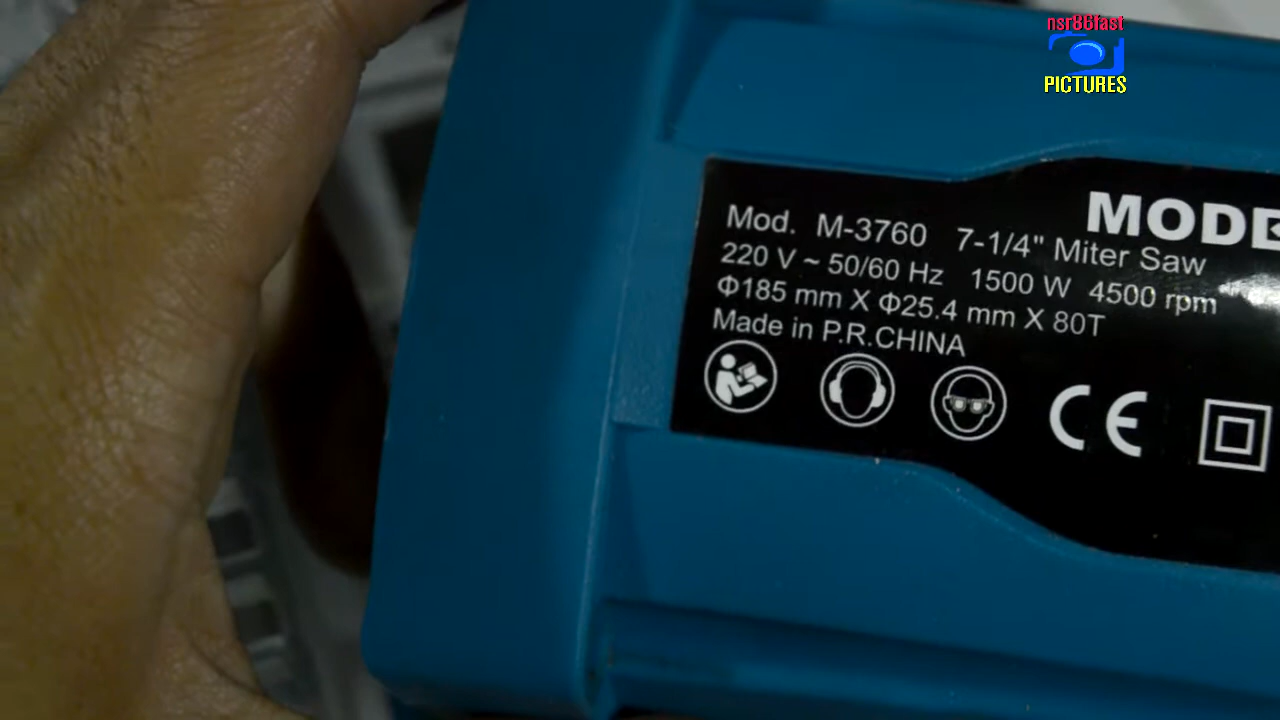 nsr86fast
PICTURES
MODE
Mod. M-3760 7-1/4" Miter Saw
220 V ~ 50/60 Hz 1500 W 4500 rpm
Φ185 mm X Φ25.4 mm X 80T
Made in P.R.CHINA
CE